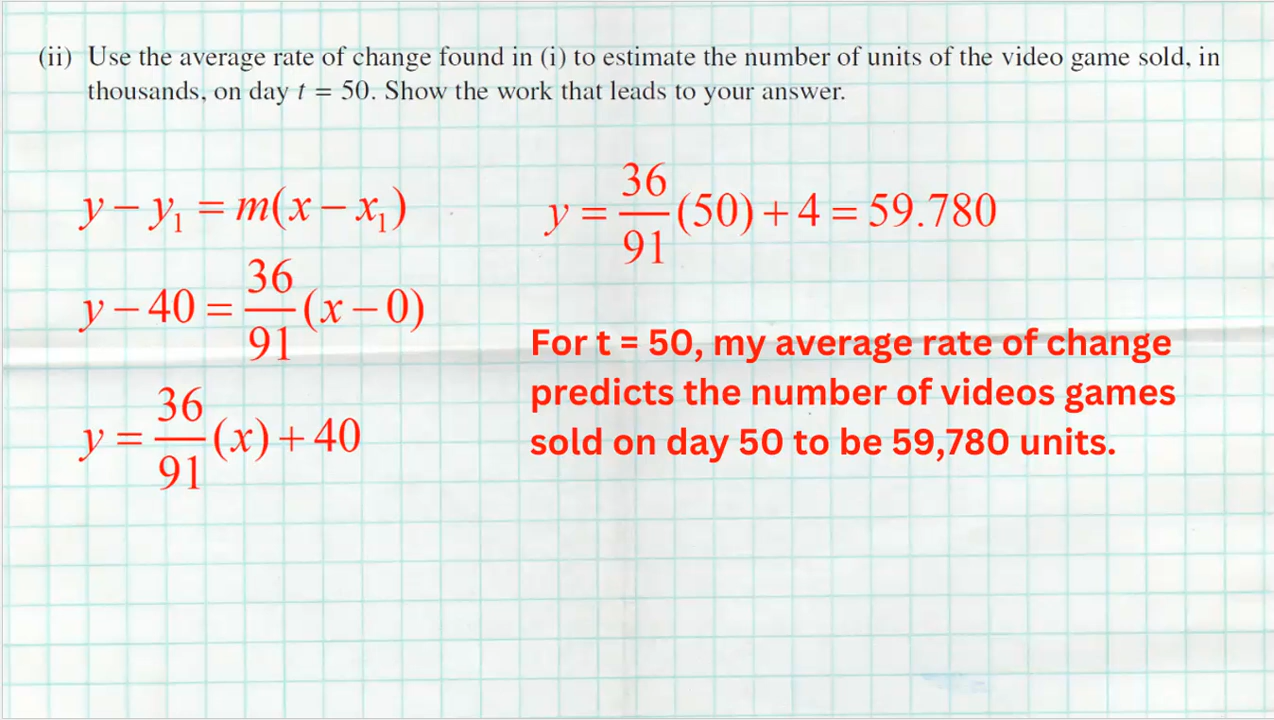 (ii) Use the average rate of change found in (i) to estimate the number of units of the video game sold, in
thousands, on day t = 50. Show the work that leads to your answer.
y − y₁ = m(x − x₁)
y − 40 = 36/91 (x − 0)
y = 36/91 (x) + 40
y = 36/91 (50) + 4 = 59.780
For t = 50, my average rate of change
predicts the number of videos games
sold on day 50 to be 59,780 units.